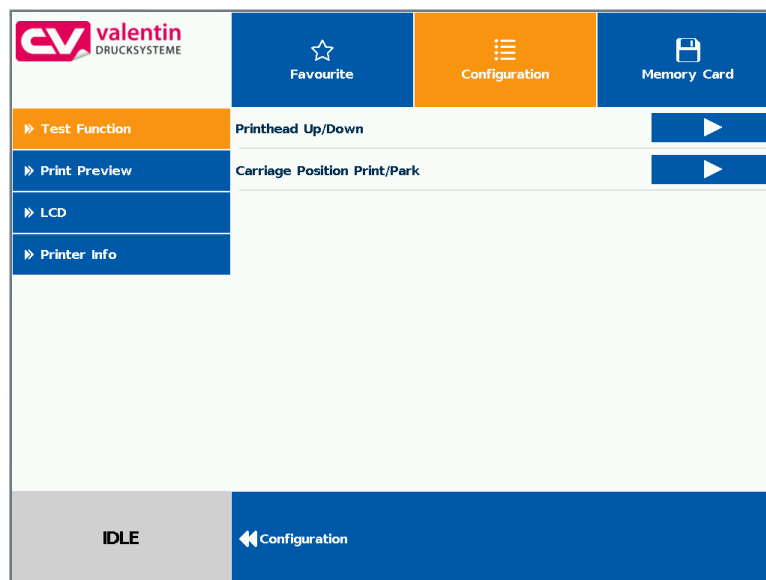 CV valentin
DRUCKSYSTEME
Favourite
Configuration
Memory Card
Test Function
Print Preview
LCD
Printer Info
Printhead Up/Down
Carriage Position Print/Park
IDLE
Configuration